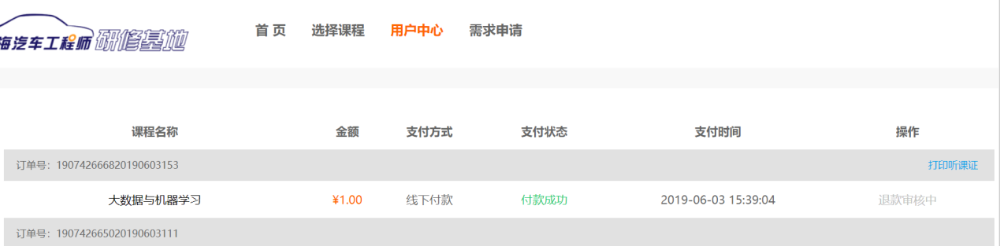 海汽车工程师研修基地
首 页 选择课程 用户中心 需求申请
课程名称 金额 支付方式 支付状态 支付时间 操作
订单号：190742666820190603153 打印听课证
大数据与机器学习 ¥1.00 线下付款 付款成功 2019-06-03 15:39:04 退款审核中
订单号：190742665020190603111